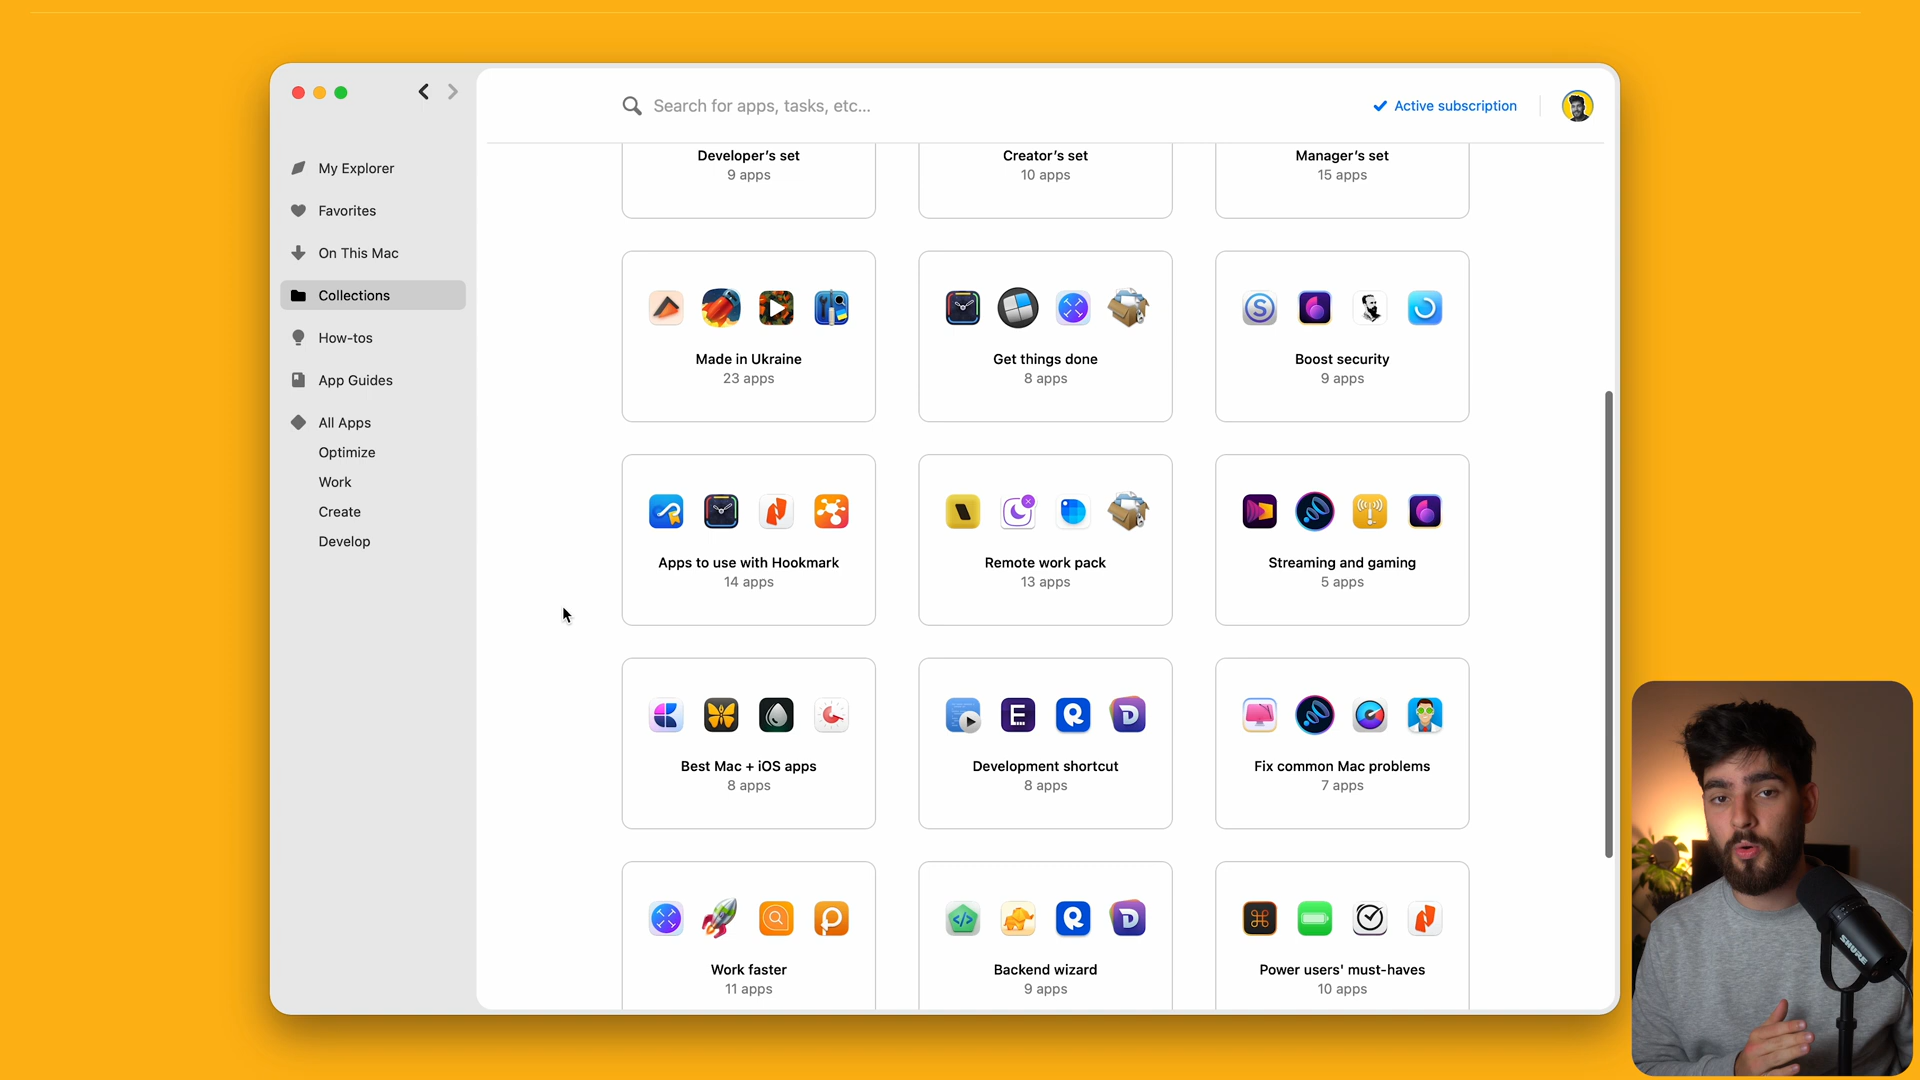 Search for apps, tasks, etc...
Active subscription
My Explorer
Favorites
On This Mac
Collections
How-tos
App Guides
All Apps
Optimize
Work
Create
Develop
Developer's set
9 apps
Creator's set
10 apps
Manager's set
15 apps
Made in Ukraine
23 apps
Get things done
8 apps
Boost security
9 apps
Apps to use with Hookmark
14 apps
Remote work pack
13 apps
Streaming and gaming
5 apps
Best Mac + iOS apps
8 apps
Development shortcut
8 apps
Fix common Mac problems
7 apps
Work faster
11 apps
Backend wizard
9 apps
Power users' must-haves
10 apps
SHURE